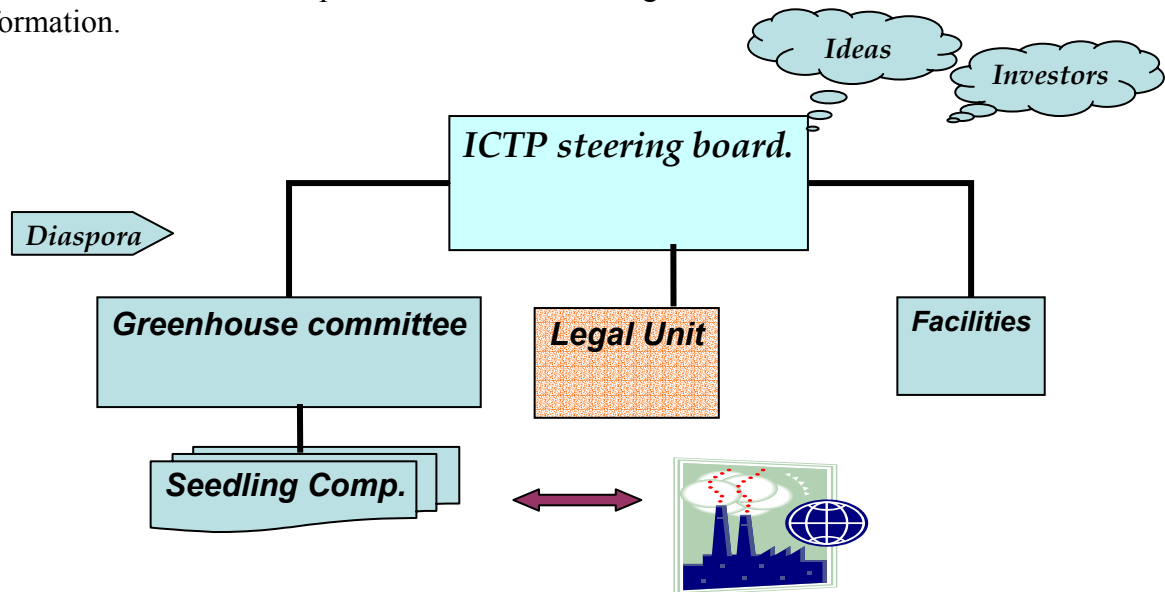 formation.
Ideas
Investors
ICTP steering board.
Diaspora
Greenhouse committee
Legal Unit
Facilities
Seedling Comp.